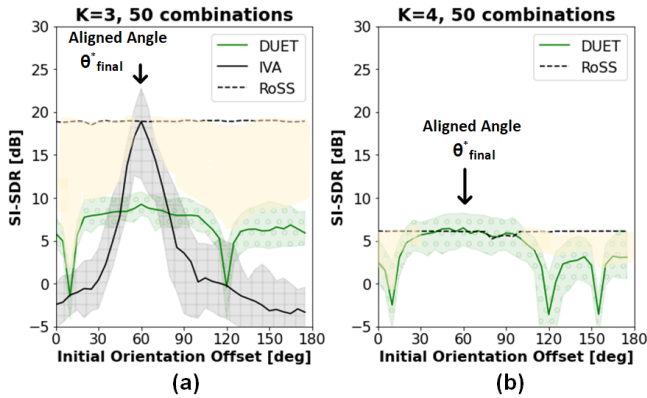 K=3, 50 combinations
30
25
20
15
10
5
0
−5
SI-SDR [dB]
Aligned Angle
θ*final
DUET
IVA
RoSS
0
30
60
90
120
150
180
Initial Orientation Offset [deg]
(a)
K=4, 50 combinations
30
25
20
15
10
5
0
−5
SI-SDR [dB]
Aligned Angle
θ*final
DUET
RoSS
0
30
60
90
120
150
180
Initial Orientation Offset [deg]
(b)